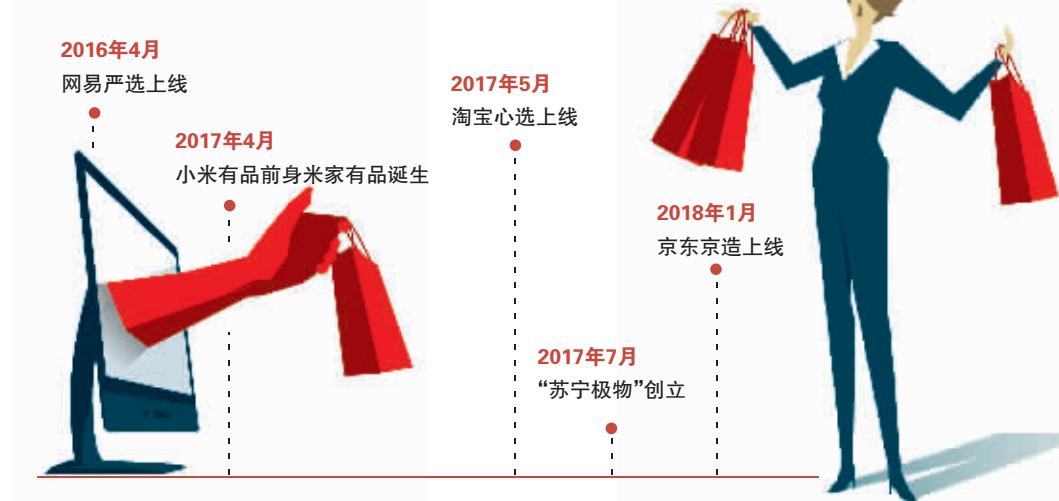 2016年4月
网易严选上线
2017年4月
小米有品前身米家有品诞生
2017年5月
淘宝心选上线
2017年7月
“苏宁极物”创立
2018年1月
京东京造上线